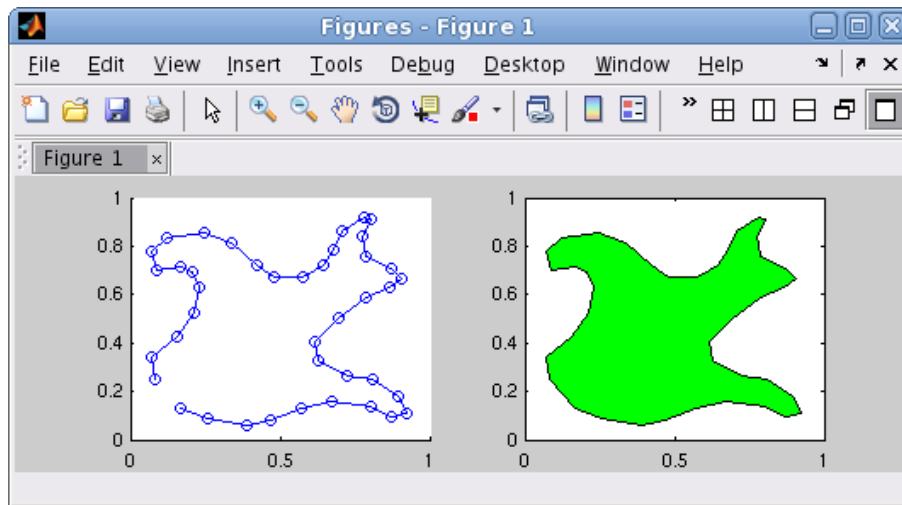 Figures - Figure 1
File Edit View Insert Tools Debug Desktop Window Help
Figure 1
1 1
0.8 0.8
0.6 0.6
0.4 0.4
0.2 0.2
0 0
0 0.5 1 0 0.5 1